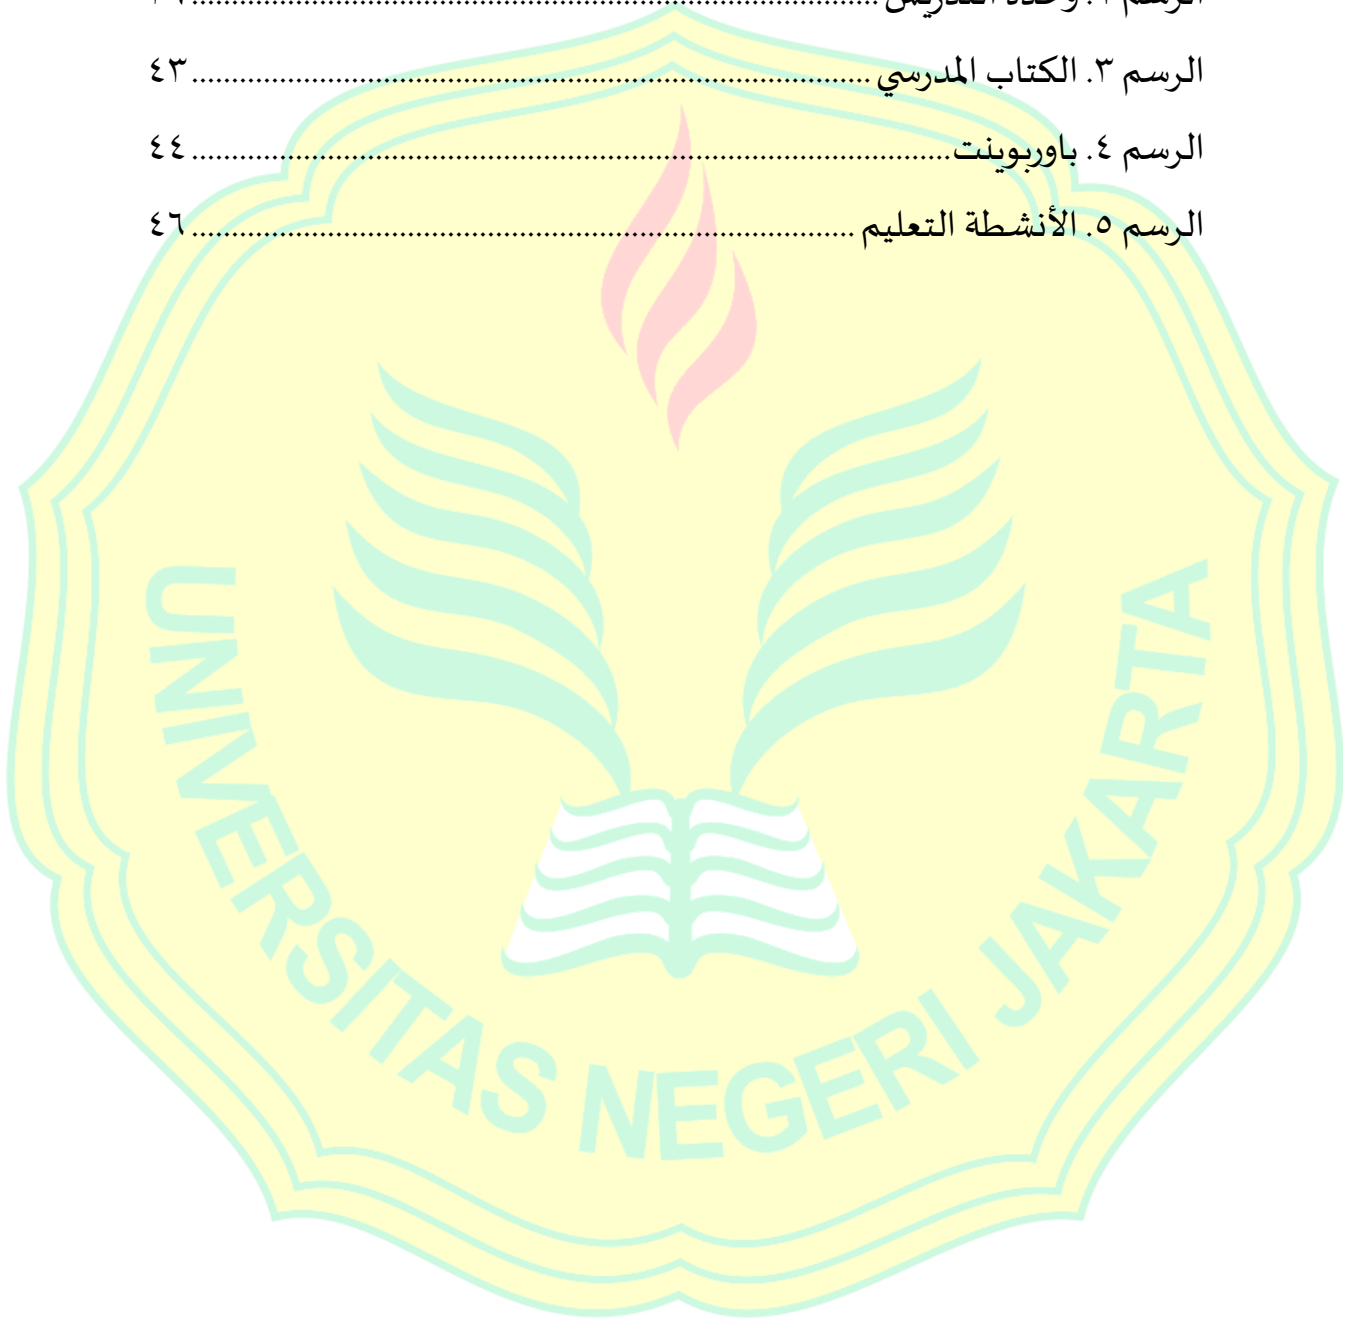 الرسم ٣. الكتاب المدرسي ........ ٤٣
الرسم ٤. باوربوينت ........ ٤٤
الرسم ٥. الأنشطة التعليم ........ ٤٦
UNIVERSITAS NEGERI JAKARTA